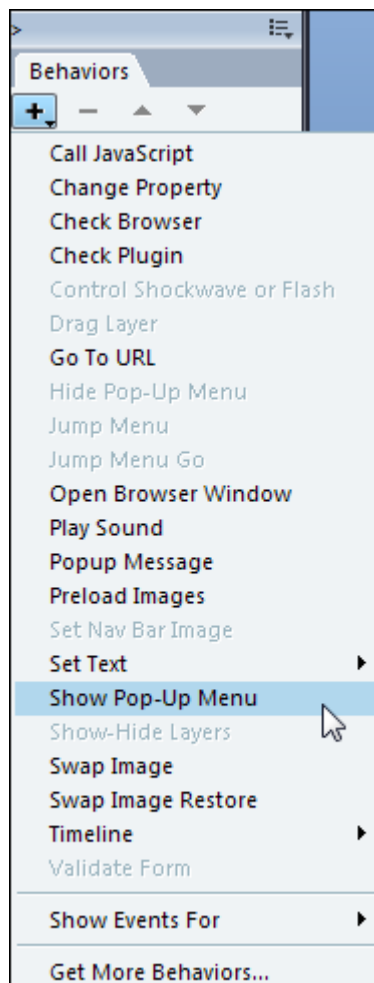 Behaviors
Call JavaScript
Change Property
Check Browser
Check Plugin
Control Shockwave or Flash
Drag Layer
Go To URL
Hide Pop-Up Menu
Jump Menu
Jump Menu Go
Open Browser Window
Play Sound
Popup Message
Preload Images
Set Nav Bar Image
Set Text
Show Pop-Up Menu
Show-Hide Layers
Swap Image
Swap Image Restore
Timeline
Validate Form
Show Events For
Get More Behaviors...